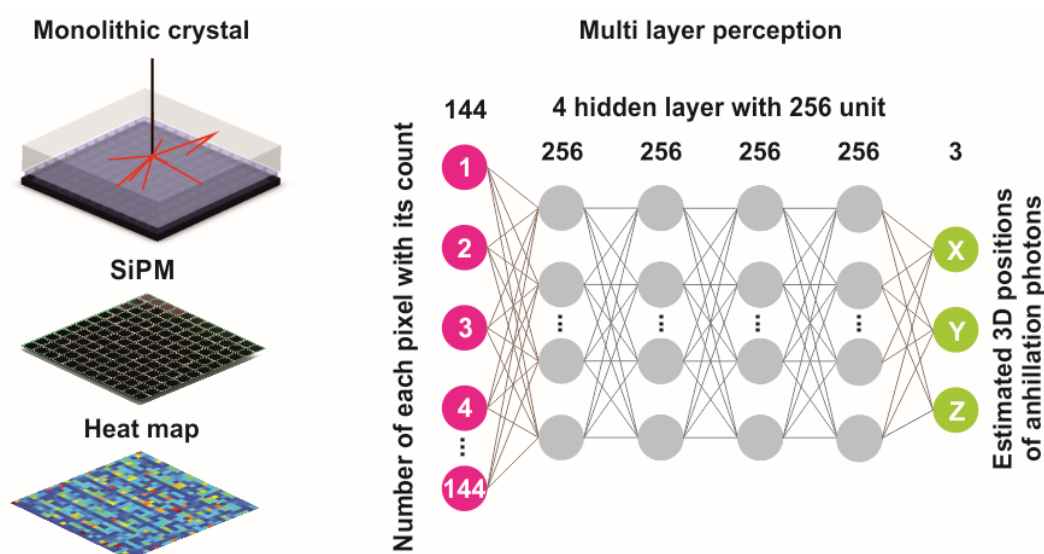 Monolithic crystal
SiPM
Heat map
Multi layer perception
144
4 hidden layer with 256 unit
256 256 256 256 3
Number of each pixel with its count
1
2
3
4
...
144
... ... ... ...
X
Y
Z
Estimated 3D positions
of anhillation photons